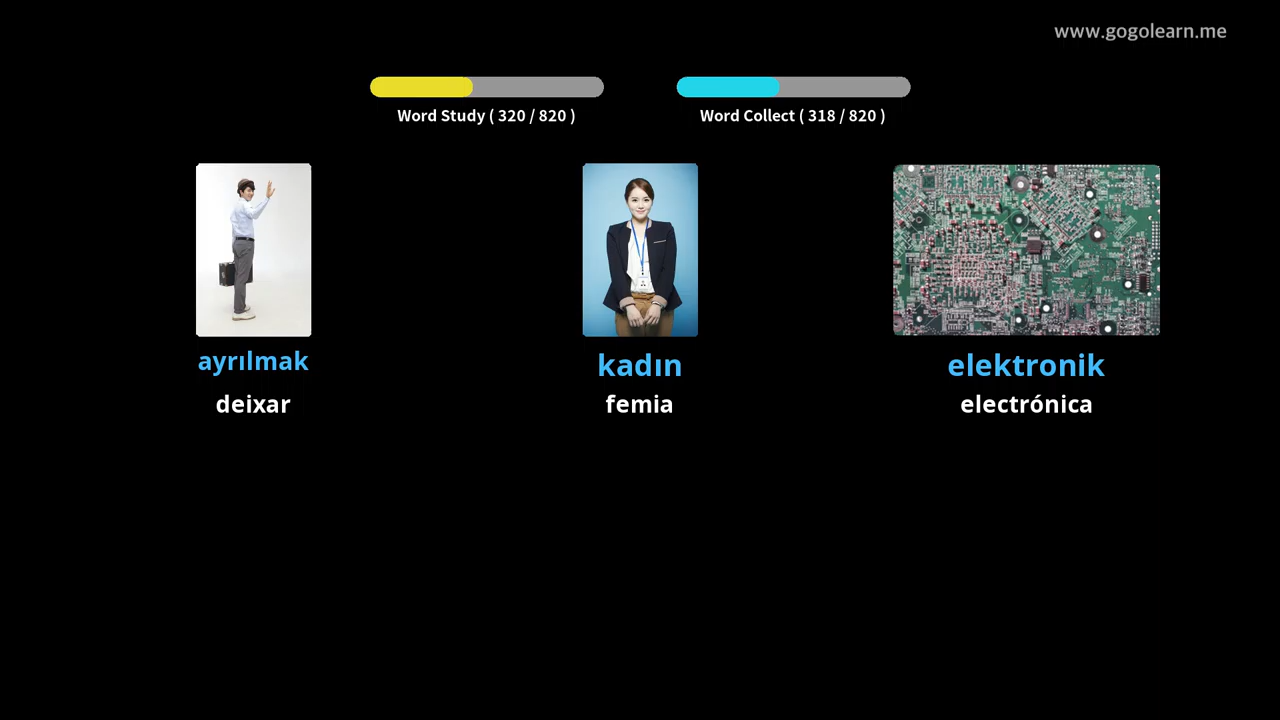 www.gogolearn.me
Word Study ( 320 / 820 )
Word Collect ( 318 / 820 )
ayrılmak
kadın
elektronik
deixar
femia
electrónica